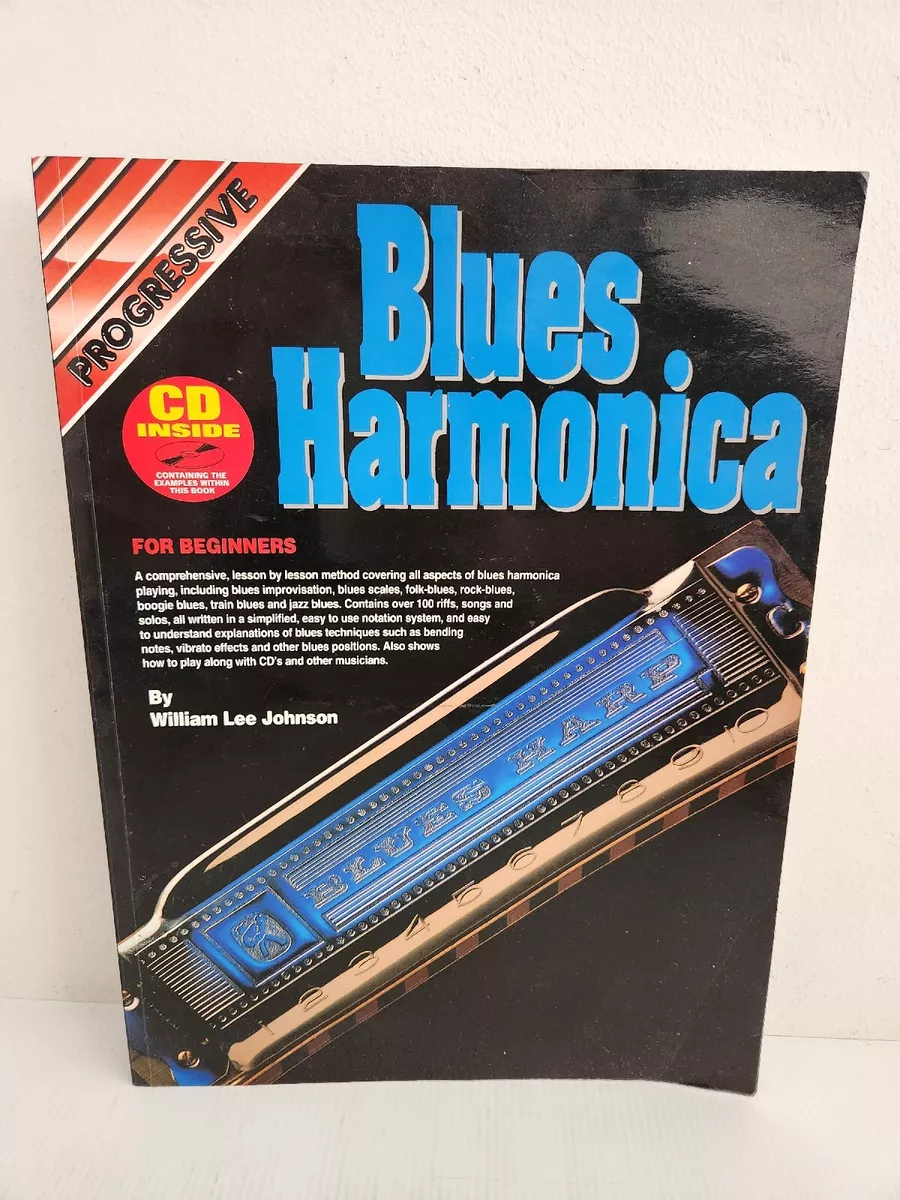 PROGRESSIVE
Blues
Harmonica
CD
INSIDE
CONTAINING THE
EXAMPLES WITHIN
THIS BOOK
FOR BEGINNERS
A comprehensive, lesson by lesson method covering all aspects of blues harmonica
playing, including blues improvisation, blues scales, folk-blues, rock-blues,
boogie blues, train blues and jazz blues. Contains over 100 riffs, songs and
solos, all written in a simplified, easy to use notation system, and easy
to understand explanations of blues techniques such as bending
notes, vibrato effects and other blues positions. Also shows
how to play along with CD's and other musicians.
By
William Lee Johnson
BLUES HARP
1 2 3 4 5 6 7 8 9 10